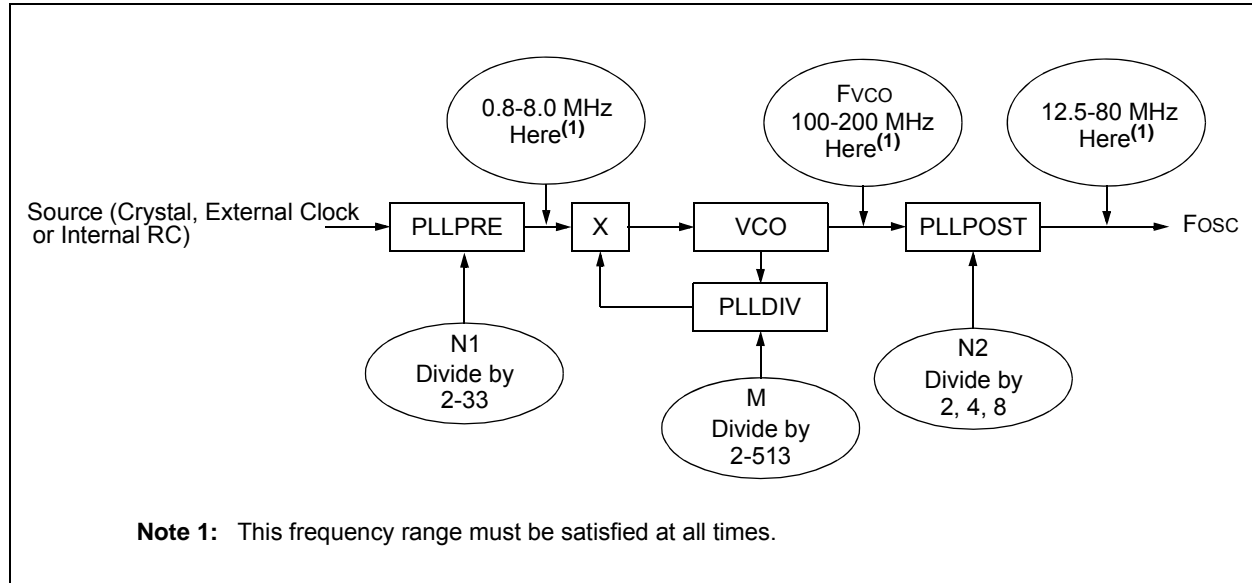 0.8-8.0 MHz
Here(1)
FVCO
100-200 MHz
Here(1)
12.5-80 MHz
Here(1)
Source (Crystal, External Clock
or Internal RC)
PLLPRE
X
VCO
PLLPOST
FOSC
PLLDIV
N1
Divide by
2-33
M
Divide by
2-513
N2
Divide by
2, 4, 8
Note 1: This frequency range must be satisfied at all times.